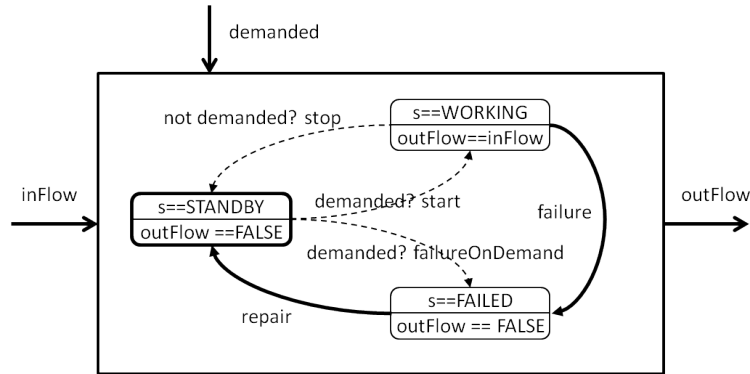 demanded
s==WORKING
not demanded? stop
outFlow==inFlow
inFlow
s==STANDBY
demanded? start
failure
outFlow
outFlow ==FALSE
demanded? failureOnDemand
s==FAILED
repair
outFlow == FALSE